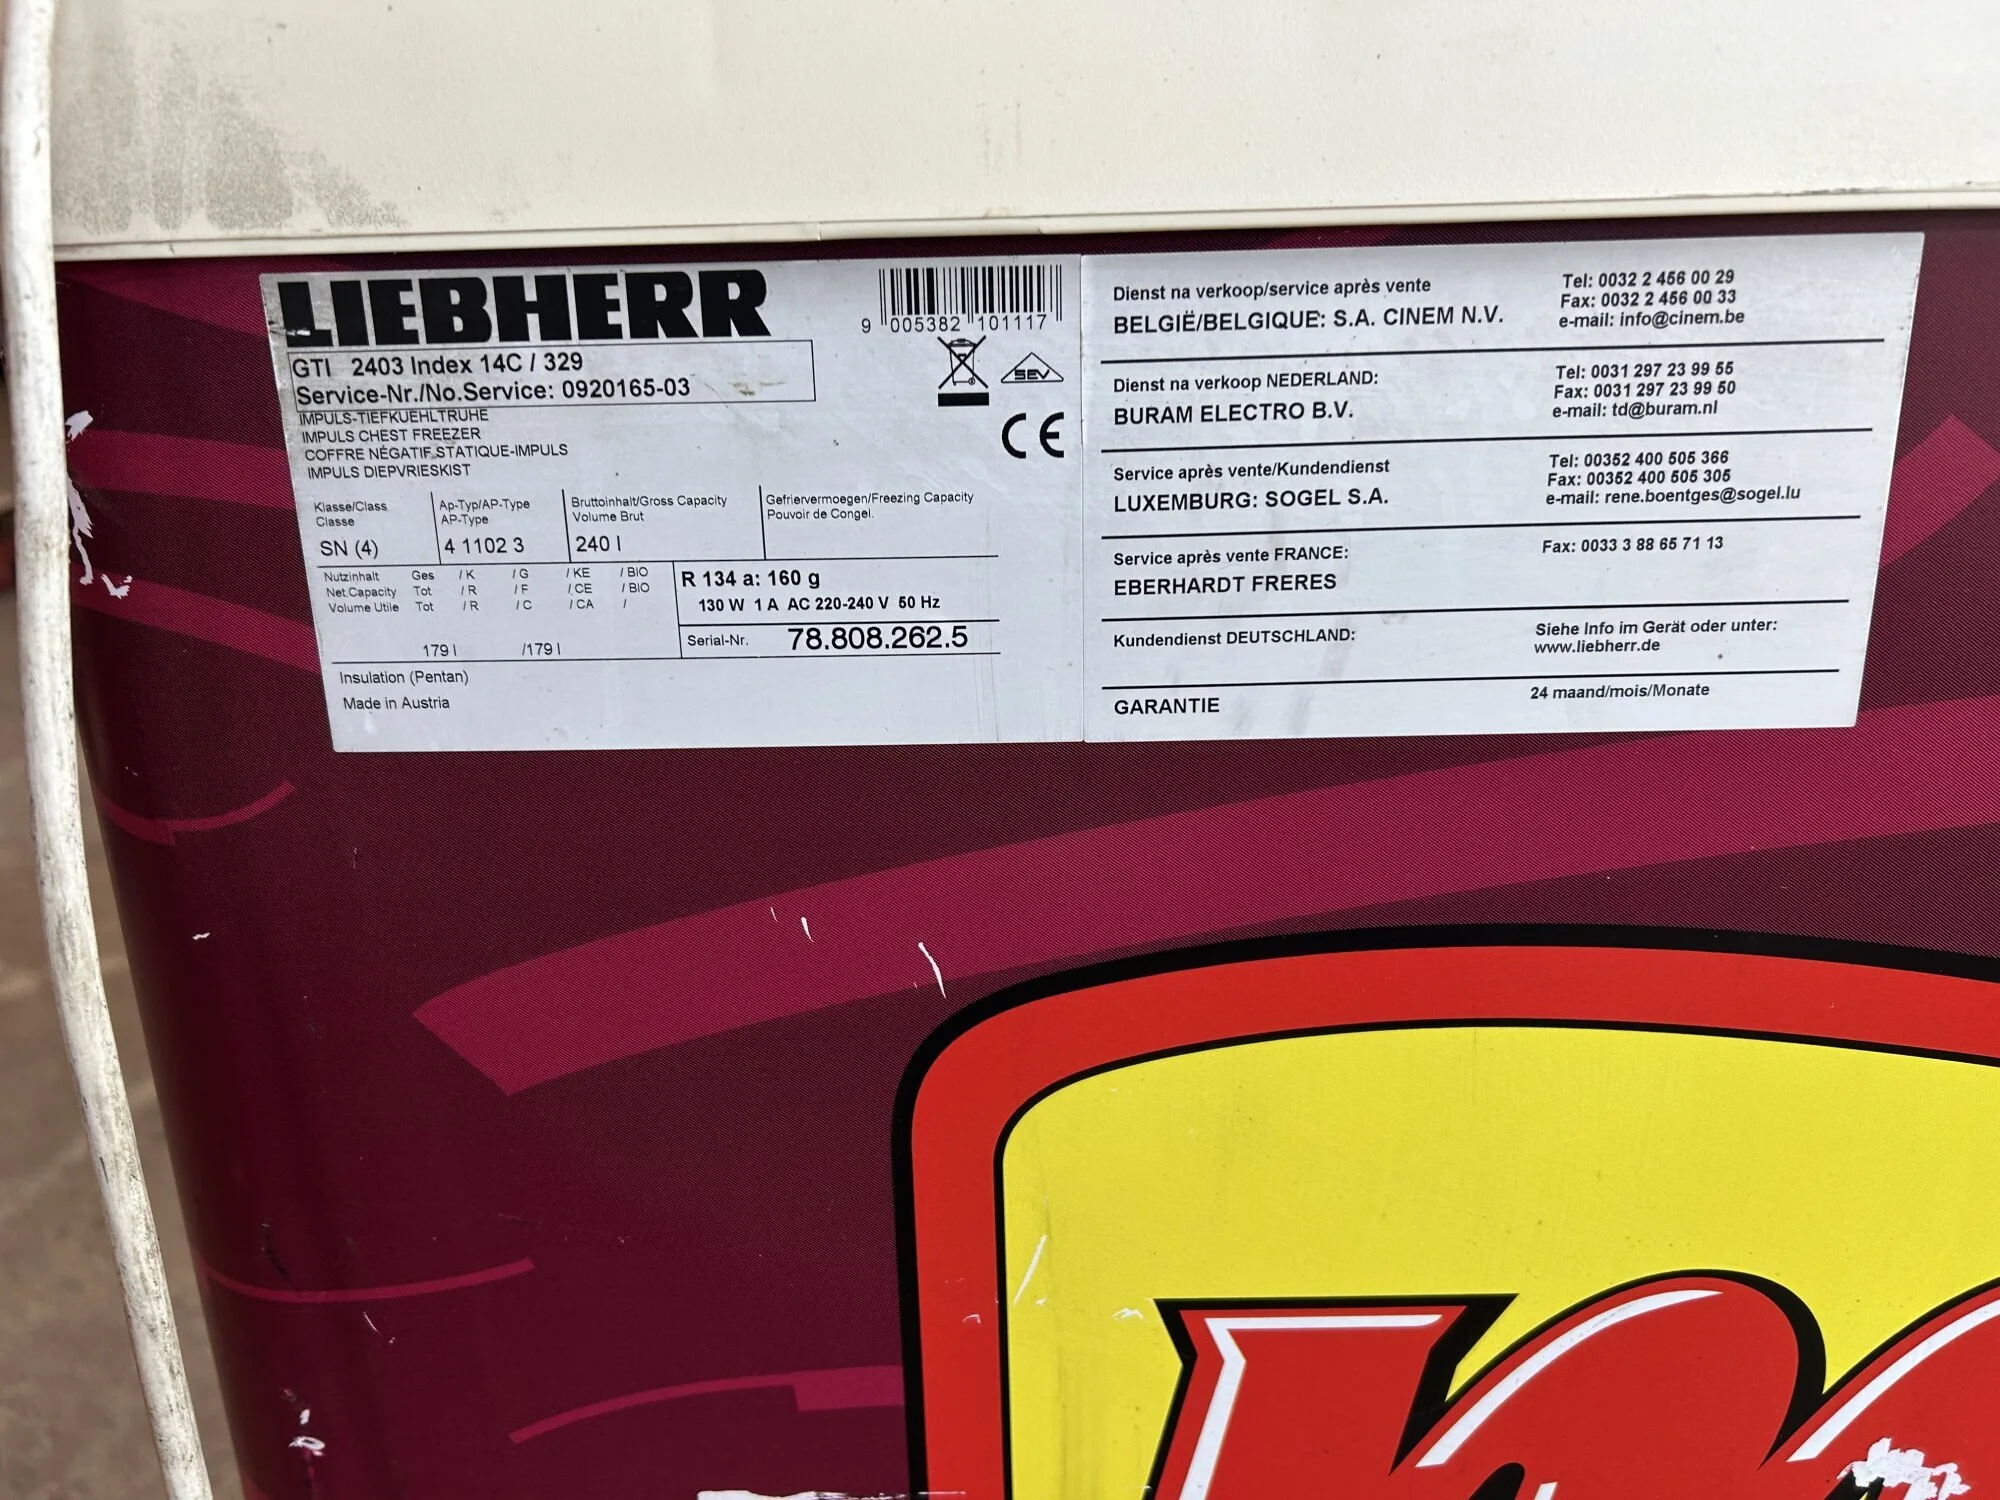 LIEBHERR
9 005382 101117
GTI 2403 Index 14C / 329
Service-Nr./No.Service: 0920165-03
IMPULS-TIEFKUEHLTRUHE
IMPULS CHEST FREEZER
COFFRE NÉGATIF STATIQUE-IMPULS
IMPULS DIEPVRIESKIST
SEV
CE
Klasse/Class
Classe
SN (4)
Ap-Typ/AP-Type
AP-Type
4 1102 3
Bruttoinhalt/Gross Capacity
Volume Brut
240 l
Gefriervermoegen/Freezing Capacity
Pouvoir de Congel.
Nutzinhalt Ges / K / G / KE / BIO
Net.Capacity Tot / R / F / CE / BIO
Volume Utile Tot / R / C / CA /
179 l /179 l
R 134 a: 160 g
130 W 1 A AC 220-240 V 50 Hz
Serial-Nr. 78.808.262.5
Insulation (Pentan)
Made in Austria
Dienst na verkoop/service après vente
BELGIË/BELGIQUE: S.A. CINEM N.V.
Tel: 0032 2 456 00 29
Fax: 0032 2 456 00 33
e-mail: info@cinem.be
Dienst na verkoop NEDERLAND:
BURAM ELECTRO B.V.
Tel: 0031 297 23 99 55
Fax: 0031 297 23 99 50
e-mail: td@buram.nl
Service après vente/Kundendienst
LUXEMBURG: SOGEL S.A.
Tel: 00352 400 505 366
Fax: 00352 400 505 305
e-mail: rene.boentges@sogel.lu
Service après vente FRANCE:
EBERHARDT FRERES
Fax: 0033 3 88 65 71 13
Kundendienst DEUTSCHLAND:
Siehe Info im Gerät oder unter:
www.liebherr.de
GARANTIE
24 maand/mois/Monate